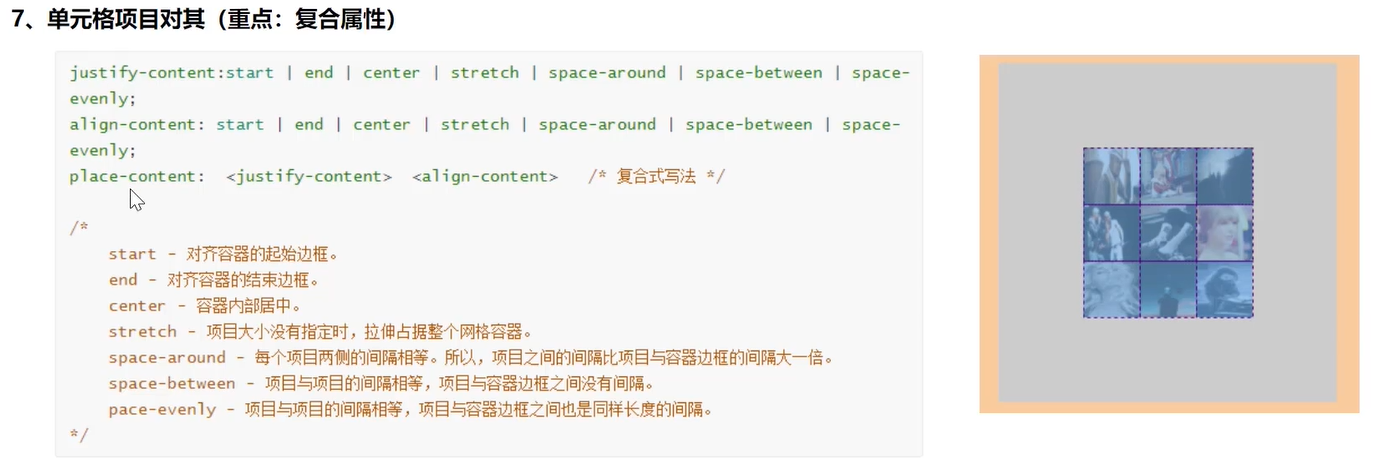 7、单元格项目对其（重点：复合属性）
justify-content:start | end | center | stretch | space-around | space-between | space-
evenly;
align-content: start | end | center | stretch | space-around | space-between | space-
evenly;
place-content:  <justify-content>  <align-content>   /* 复合式写法 */
/*
start - 对齐容器的起始边框。
end - 对齐容器的结束边框。
center - 容器内部居中。
stretch - 项目大小没有指定时，拉伸占据整个网格容器。
space-around - 每个项目两侧的间隔相等。所以，项目之间的间隔比项目与容器边框的间隔大一倍。
space-between - 项目与项目的间隔相等，项目与容器边框之间没有间隔。
pace-evenly - 项目与项目的间隔相等，项目与容器边框之间也是同样长度的间隔。
*/